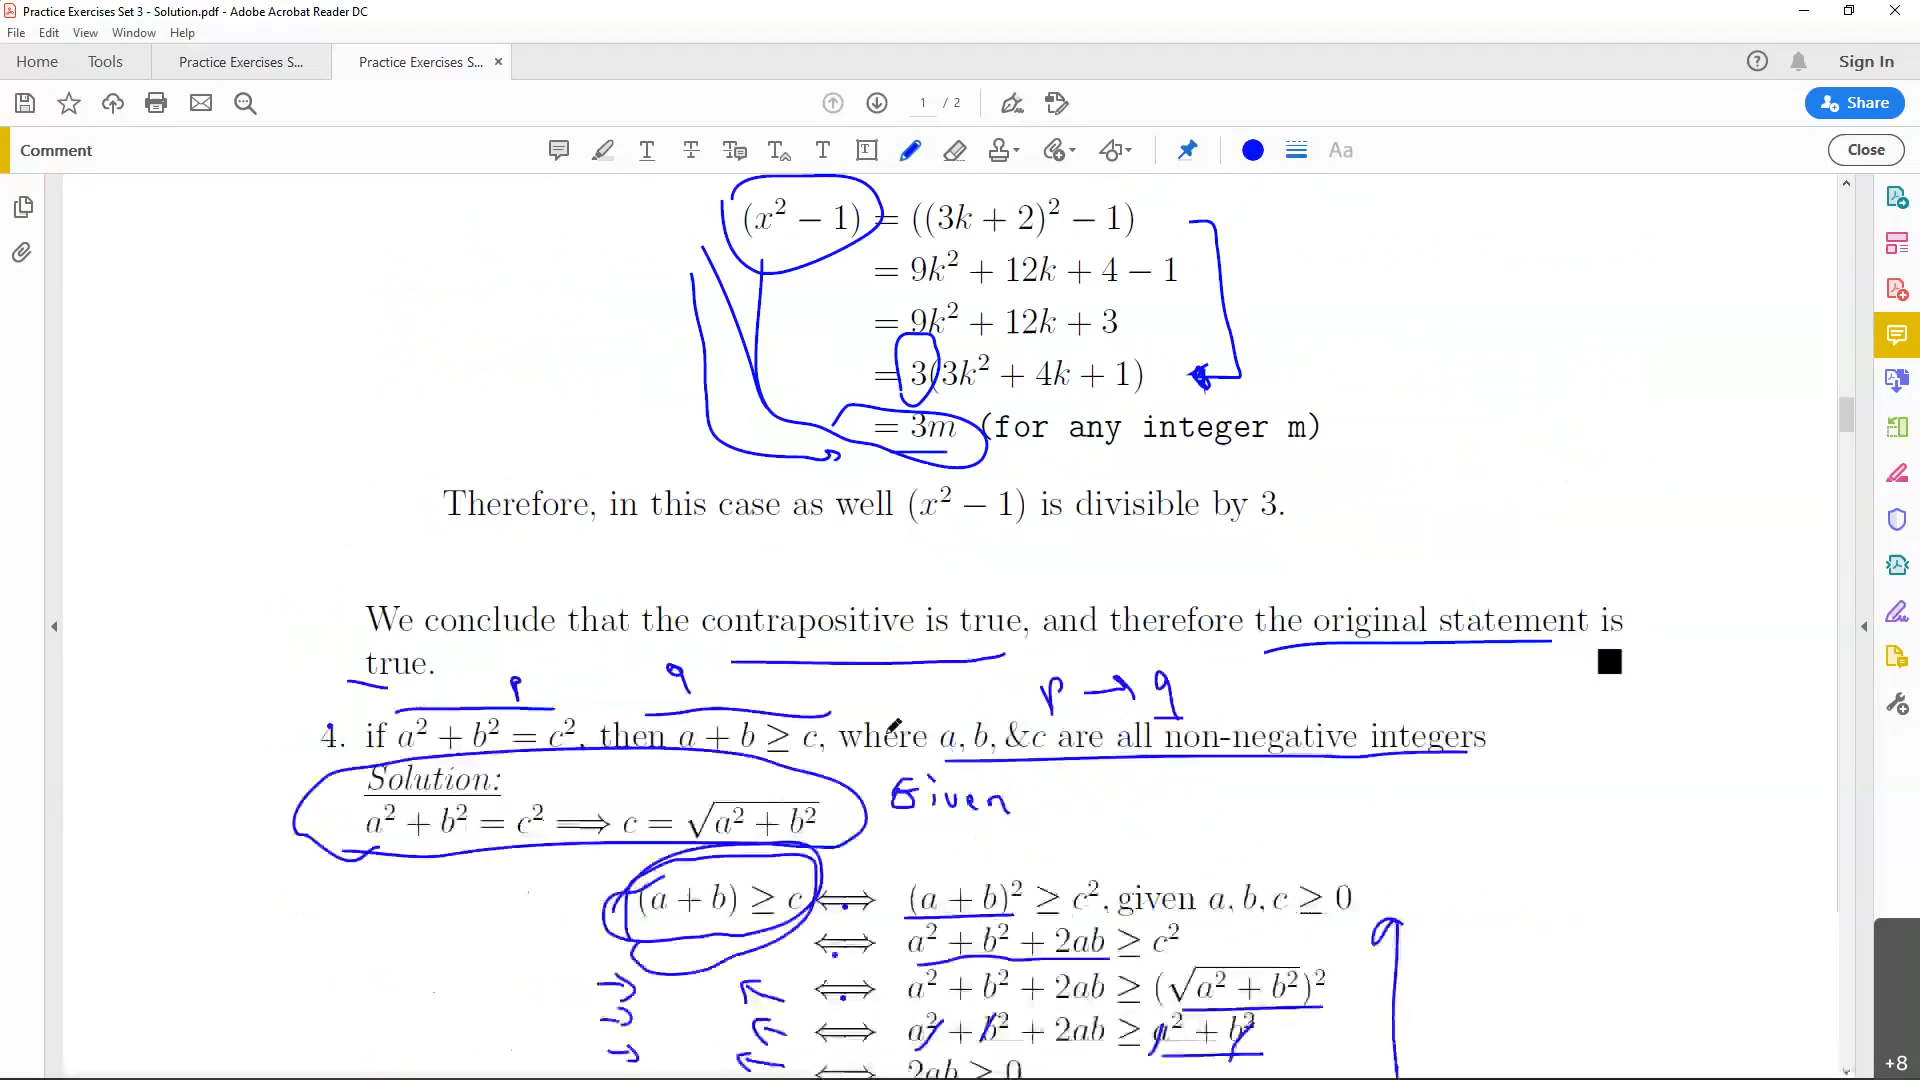 Practice Exercises Set 3 - Solution.pdf - Adobe Acrobat Reader DC
File Edit View Window Help
Home Tools Practice Exercises S... Practice Exercises S... × Sign In
1 / 2 Share
Comment Aa Close
(x² − 1) = ((3k + 2)² − 1)
= 9k² + 12k + 4 − 1
= 9k² + 12k + 3
= 3(3k² + 4k + 1)
= 3m (for any integer m)
Therefore, in this case as well (x² − 1) is divisible by 3.
We conclude that the contrapositive is true, and therefore the original statement is
true.
p q p → q
4. if a² + b² = c², then a + b ≥ c, where a, b, &c are all non-negative integers
Solution:
Given
a² + b² = c² ⟹ c = √(a² + b²)
(a + b) ≥ c ⟺ (a + b)² ≥ c², given a, b, c ≥ 0
⟺ a² + b² + 2ab ≥ c²
⟺ a² + b² + 2ab ≥ (√(a² + b²))²
⟺ a² + b² + 2ab ≥ a² + b²
⟺ 2ab ≥ 0
+8